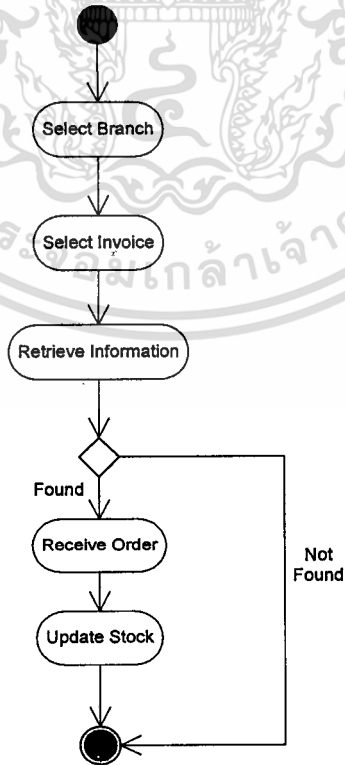 Select Branch
Select Invoice
Retrieve Information
Found
Receive Order
Not
Found
Update Stock